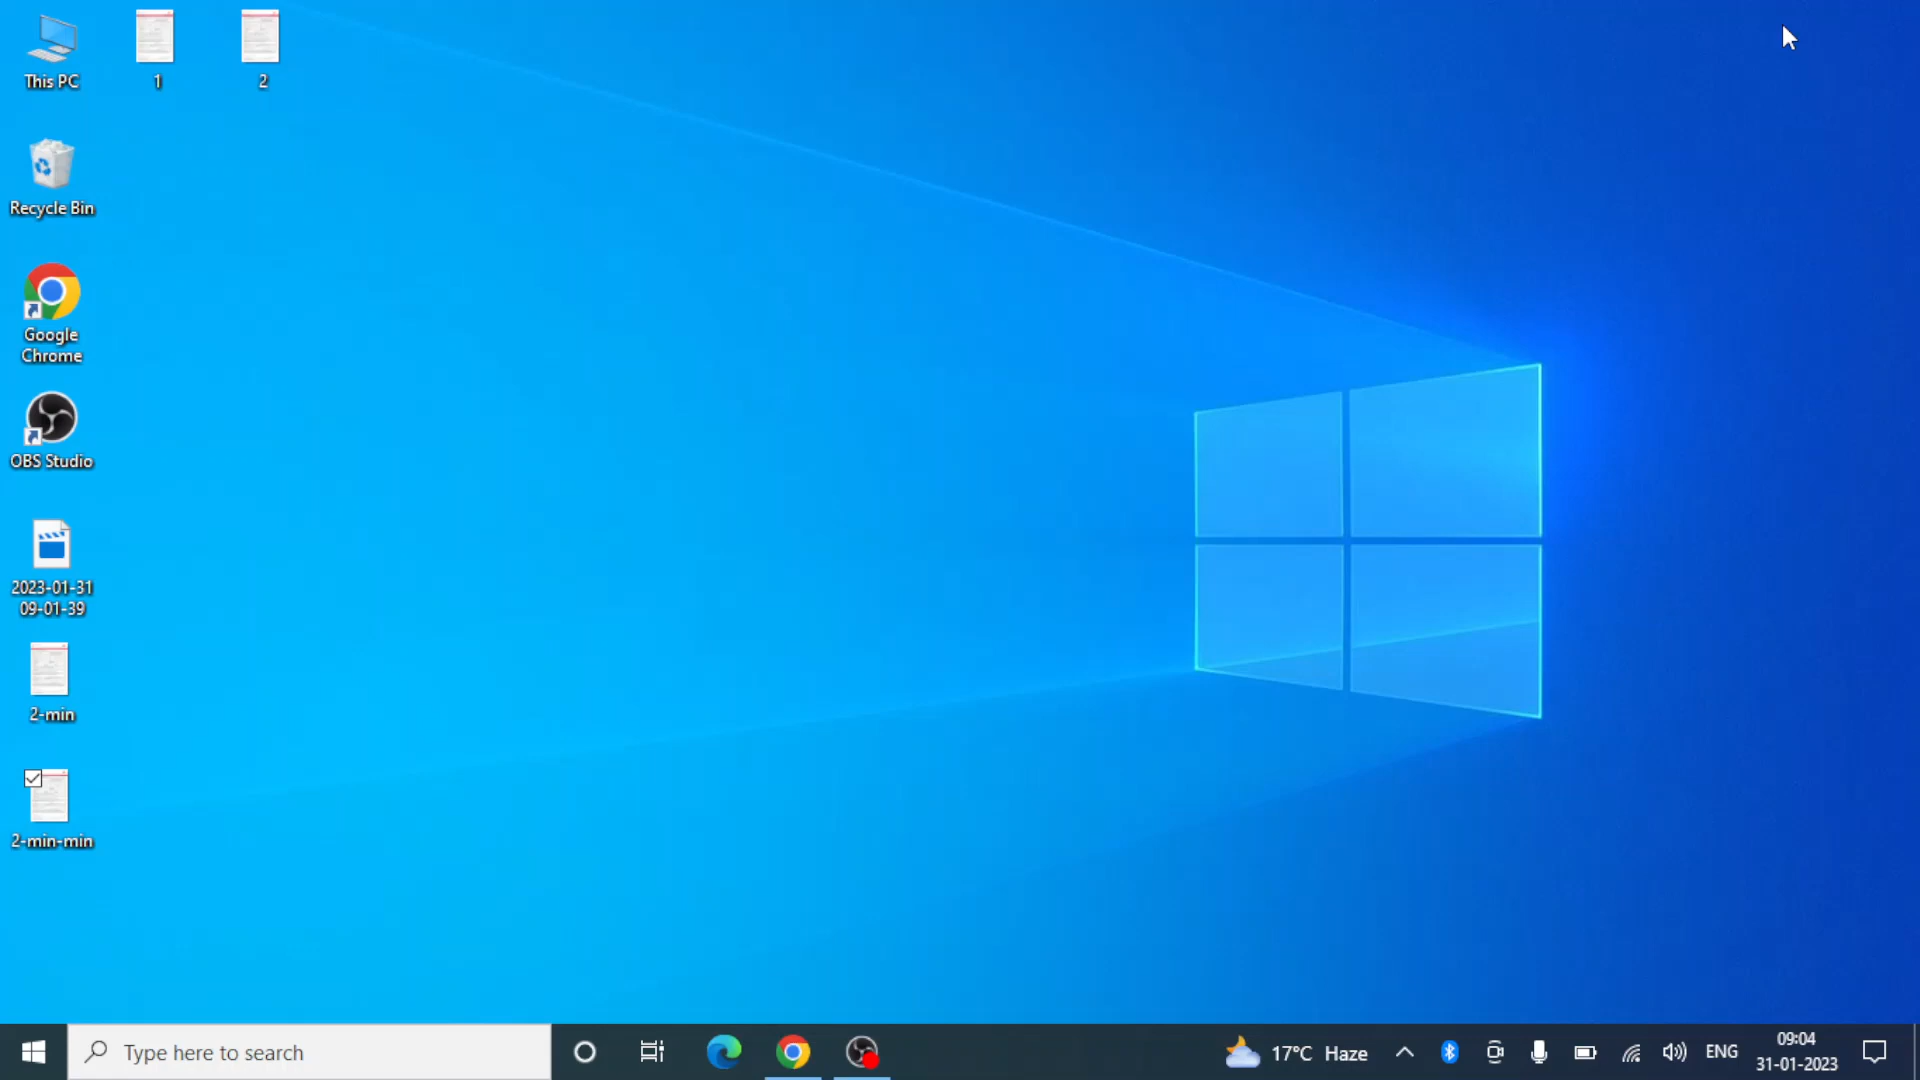 This PC
1
2
Recycle Bin
Google
Chrome
OBS Studio
2023-01-31
09-01-39
2-min
2-min-min
Type here to search
17°C Haze
ENG
09:04
31-01-2023